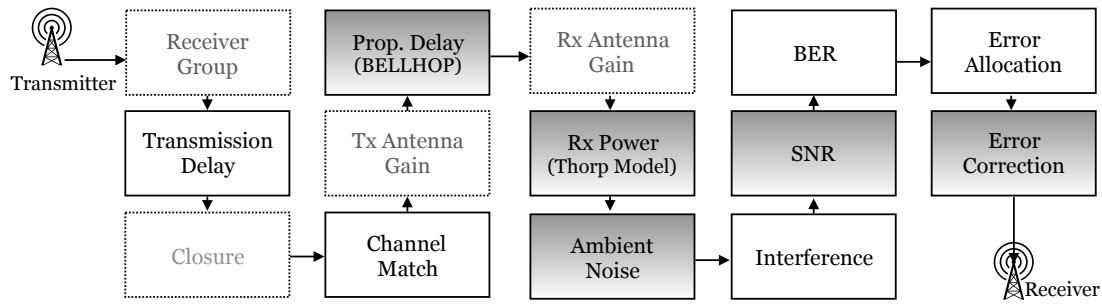 Transmitter
Receiver
Group
Transmission
Delay
Closure
Channel
Match
Tx Antenna
Gain
Prop. Delay
(BELLHOP)
Rx Antenna
Gain
Rx Power
(Thorp Model)
Ambient
Noise
Interference
SNR
BER
Error
Allocation
Error
Correction
Receiver